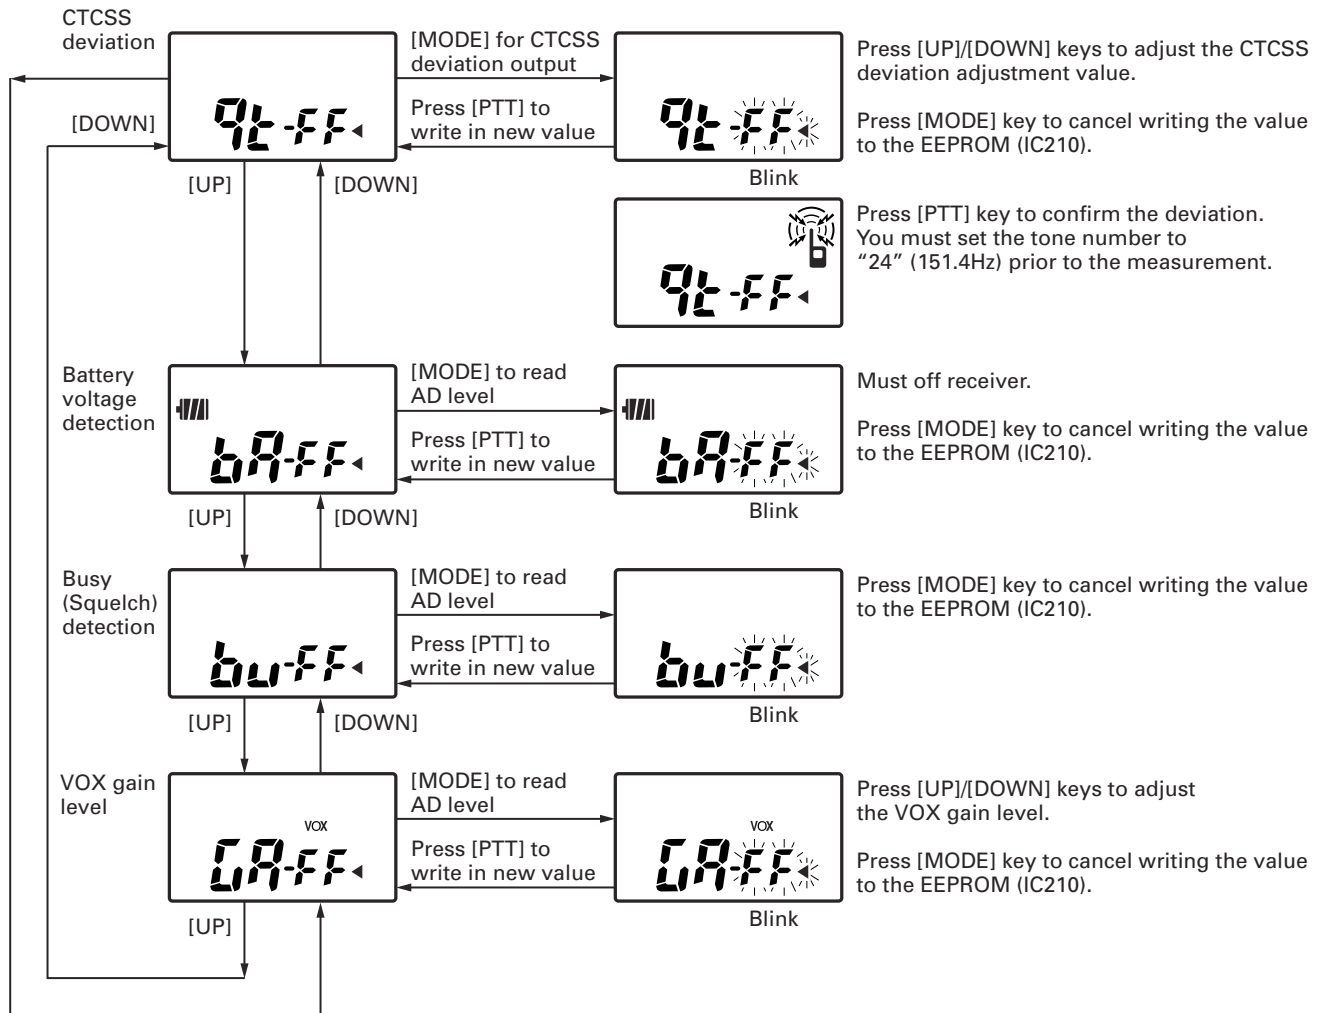 CTCSS
deviation
[MODE] for CTCSS
deviation output
Press [UP]/[DOWN] keys to adjust the CTCSS
deviation adjustment value.
qt-FF
qt-FF
[DOWN]
Press [PTT] to
write in new value
Press [MODE] key to cancel writing the value
to the EEPROM (IC210).
[UP]
[DOWN]
Blink
Press [PTT] key to confirm the deviation.
You must set the tone number to
“24” (151.4Hz) prior to the measurement.
qt-FF
Battery
voltage
detection
[MODE] to read
AD level
Must off receiver.
bA-FF
bA-FF
Press [PTT] to
write in new value
Press [MODE] key to cancel writing the value
to the EEPROM (IC210).
[UP]
[DOWN]
Blink
Busy
(Squelch)
detection
[MODE] to read
AD level
Press [MODE] key to cancel writing the value
to the EEPROM (IC210).
bu-FF
bu-FF
Press [PTT] to
write in new value
[UP]
[DOWN]
Blink
VOX gain
level
[MODE] to read
AD level
Press [UP]/[DOWN] keys to adjust
the VOX gain level.
VOX
GA-FF
VOX
GA-FF
Press [PTT] to
write in new value
Press [MODE] key to cancel writing the value
to the EEPROM (IC210).
[UP]
Blink